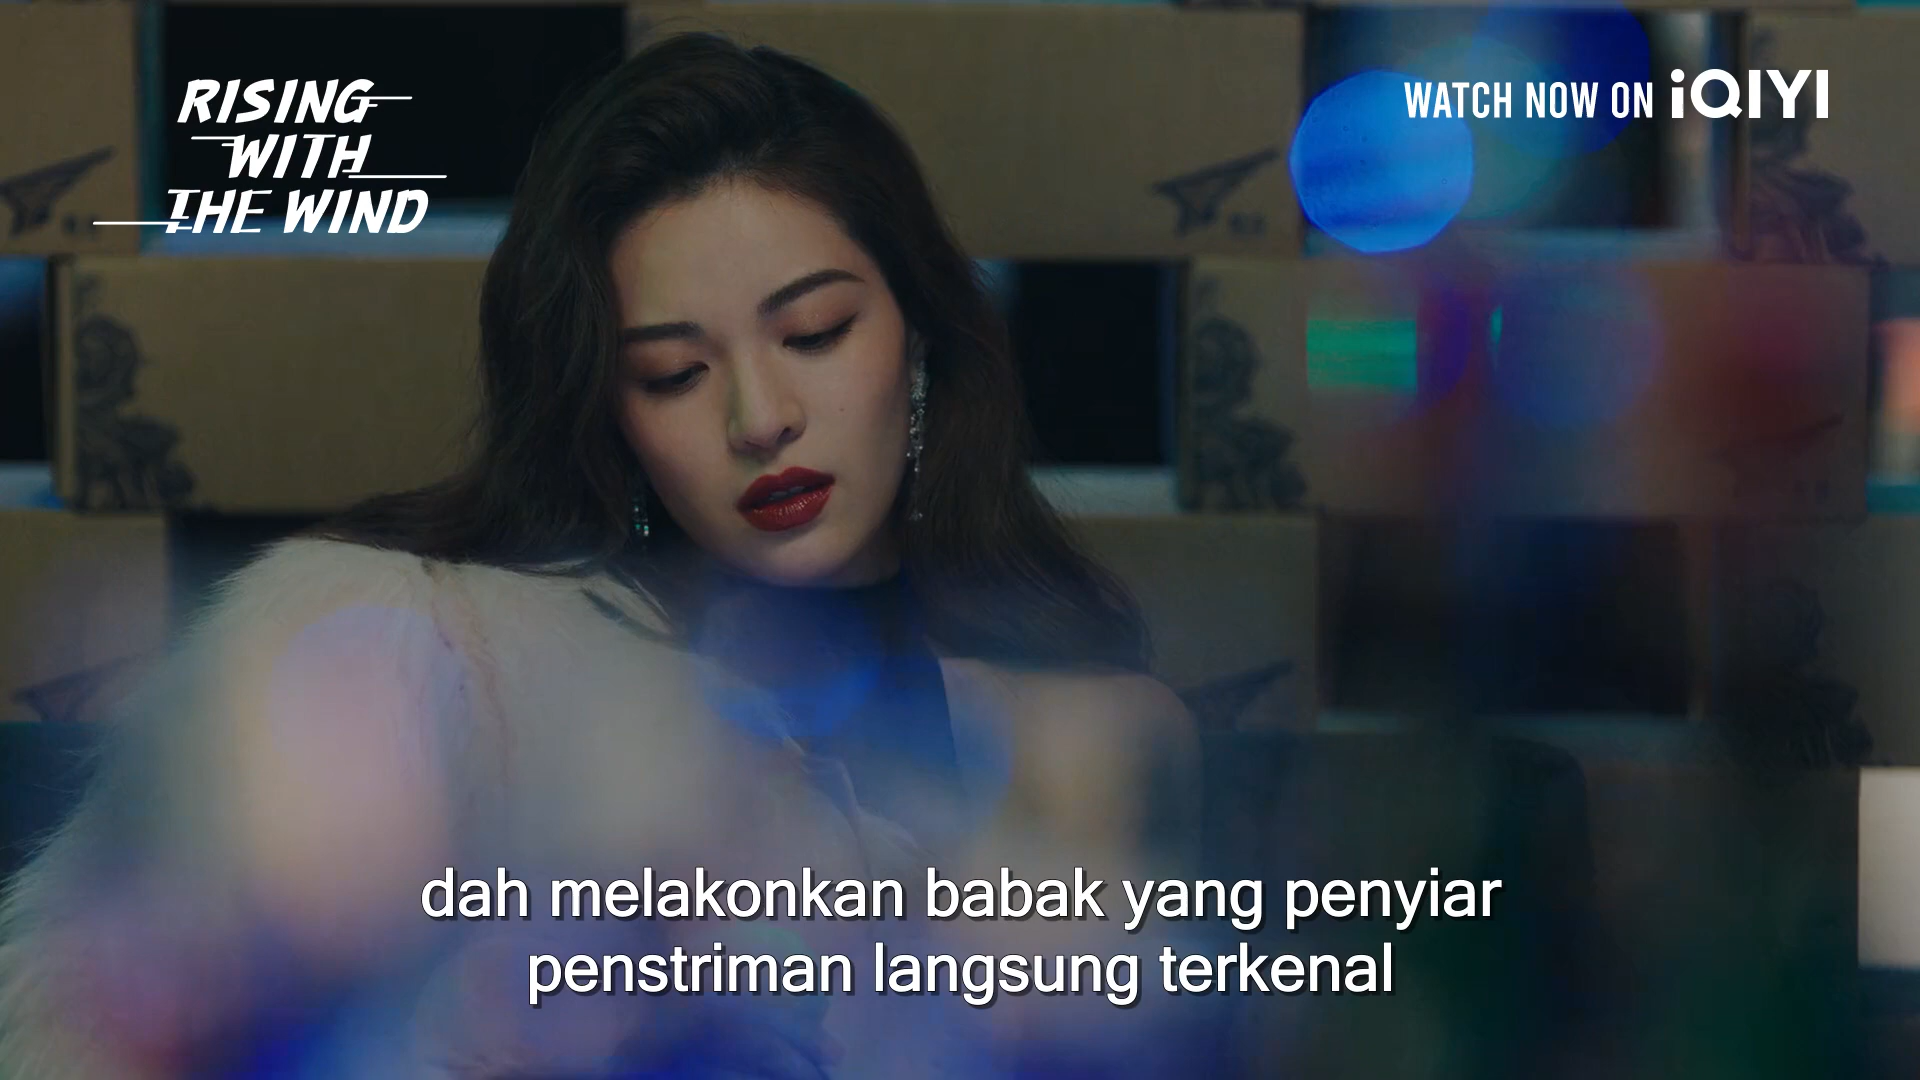 RISING
WITH
THE WIND
WATCH NOW ON iQIYI
dah melakonkan babak yang penyiar
penstriman langsung terkenal